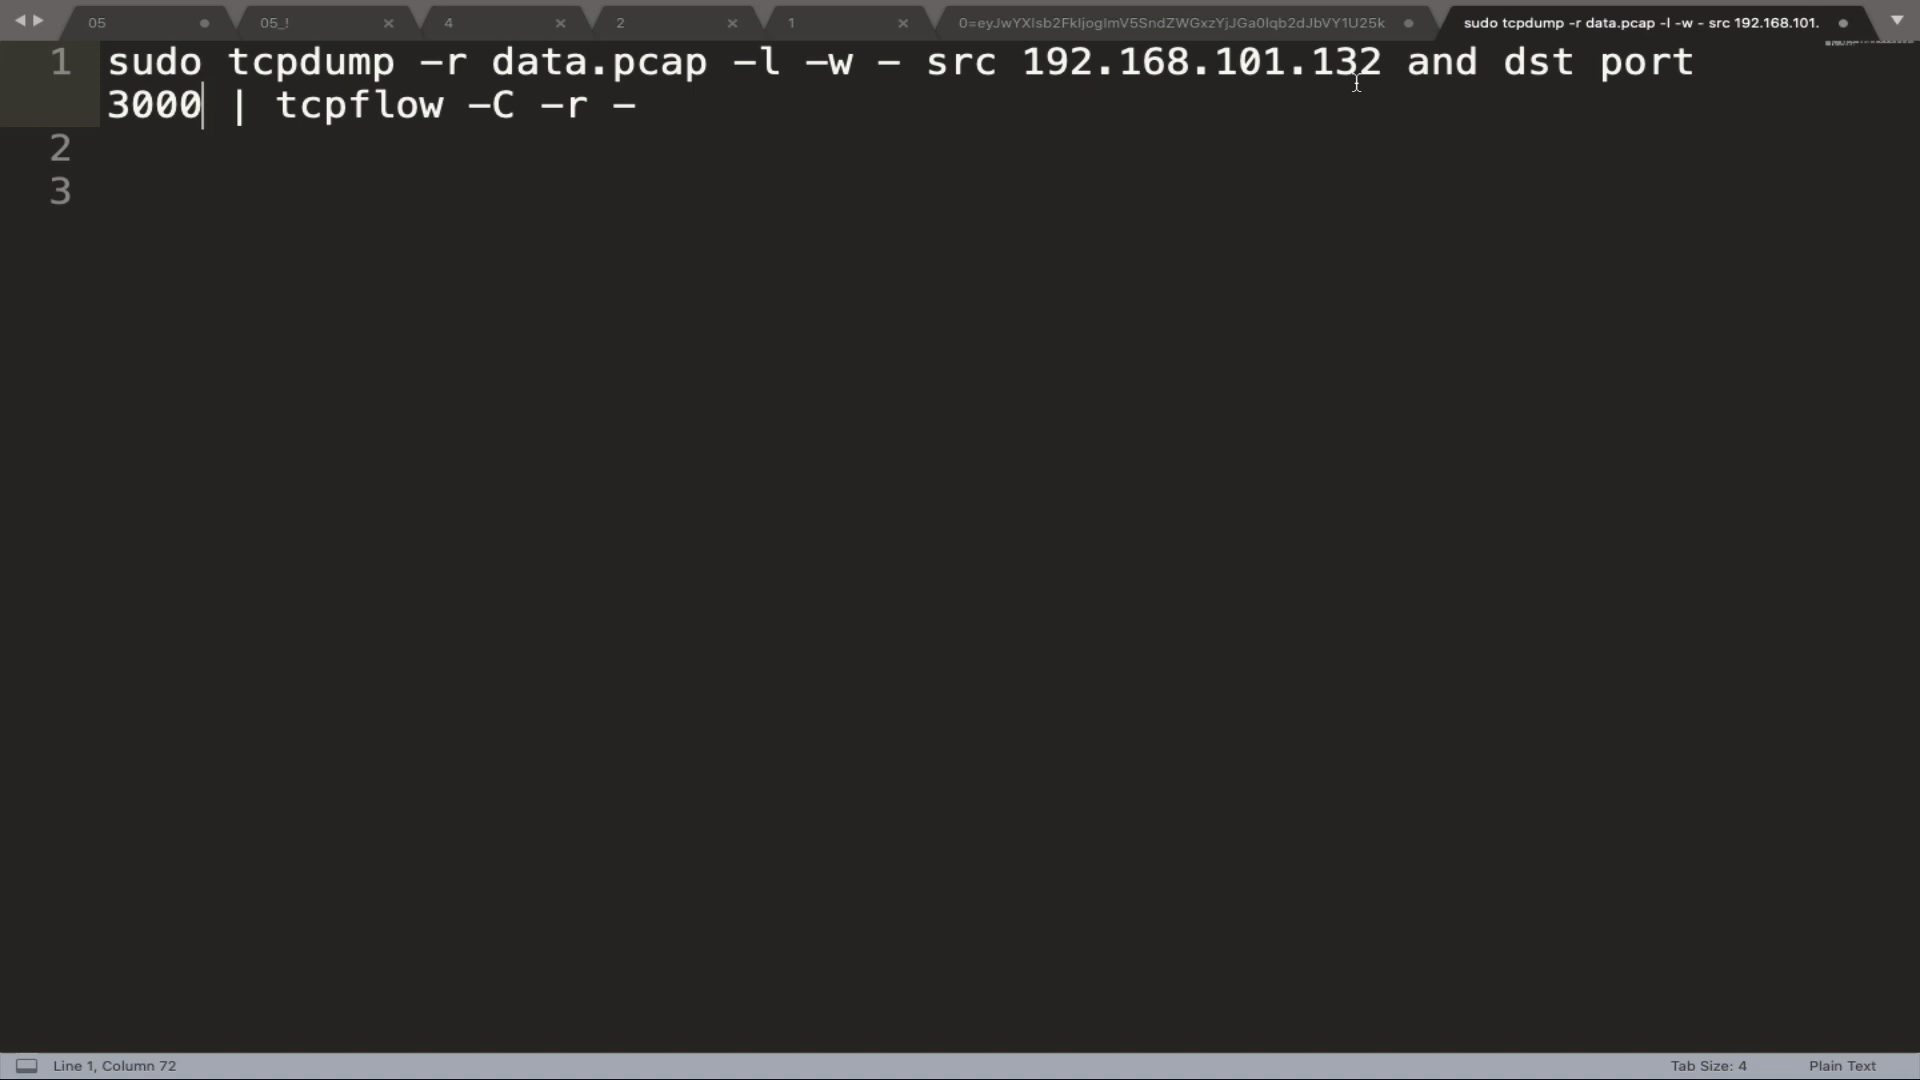 05
05_!
4
2
1
sudo tcpdump -r data.pcap -l -w - src 192.168.101.
1 sudo tcpdump -r data.pcap -l -w - src 192.168.101.132 and dst port
3000 | tcpflow -C -r -
2
3
Line 1, Column 72
Tab Size: 4
Plain Text